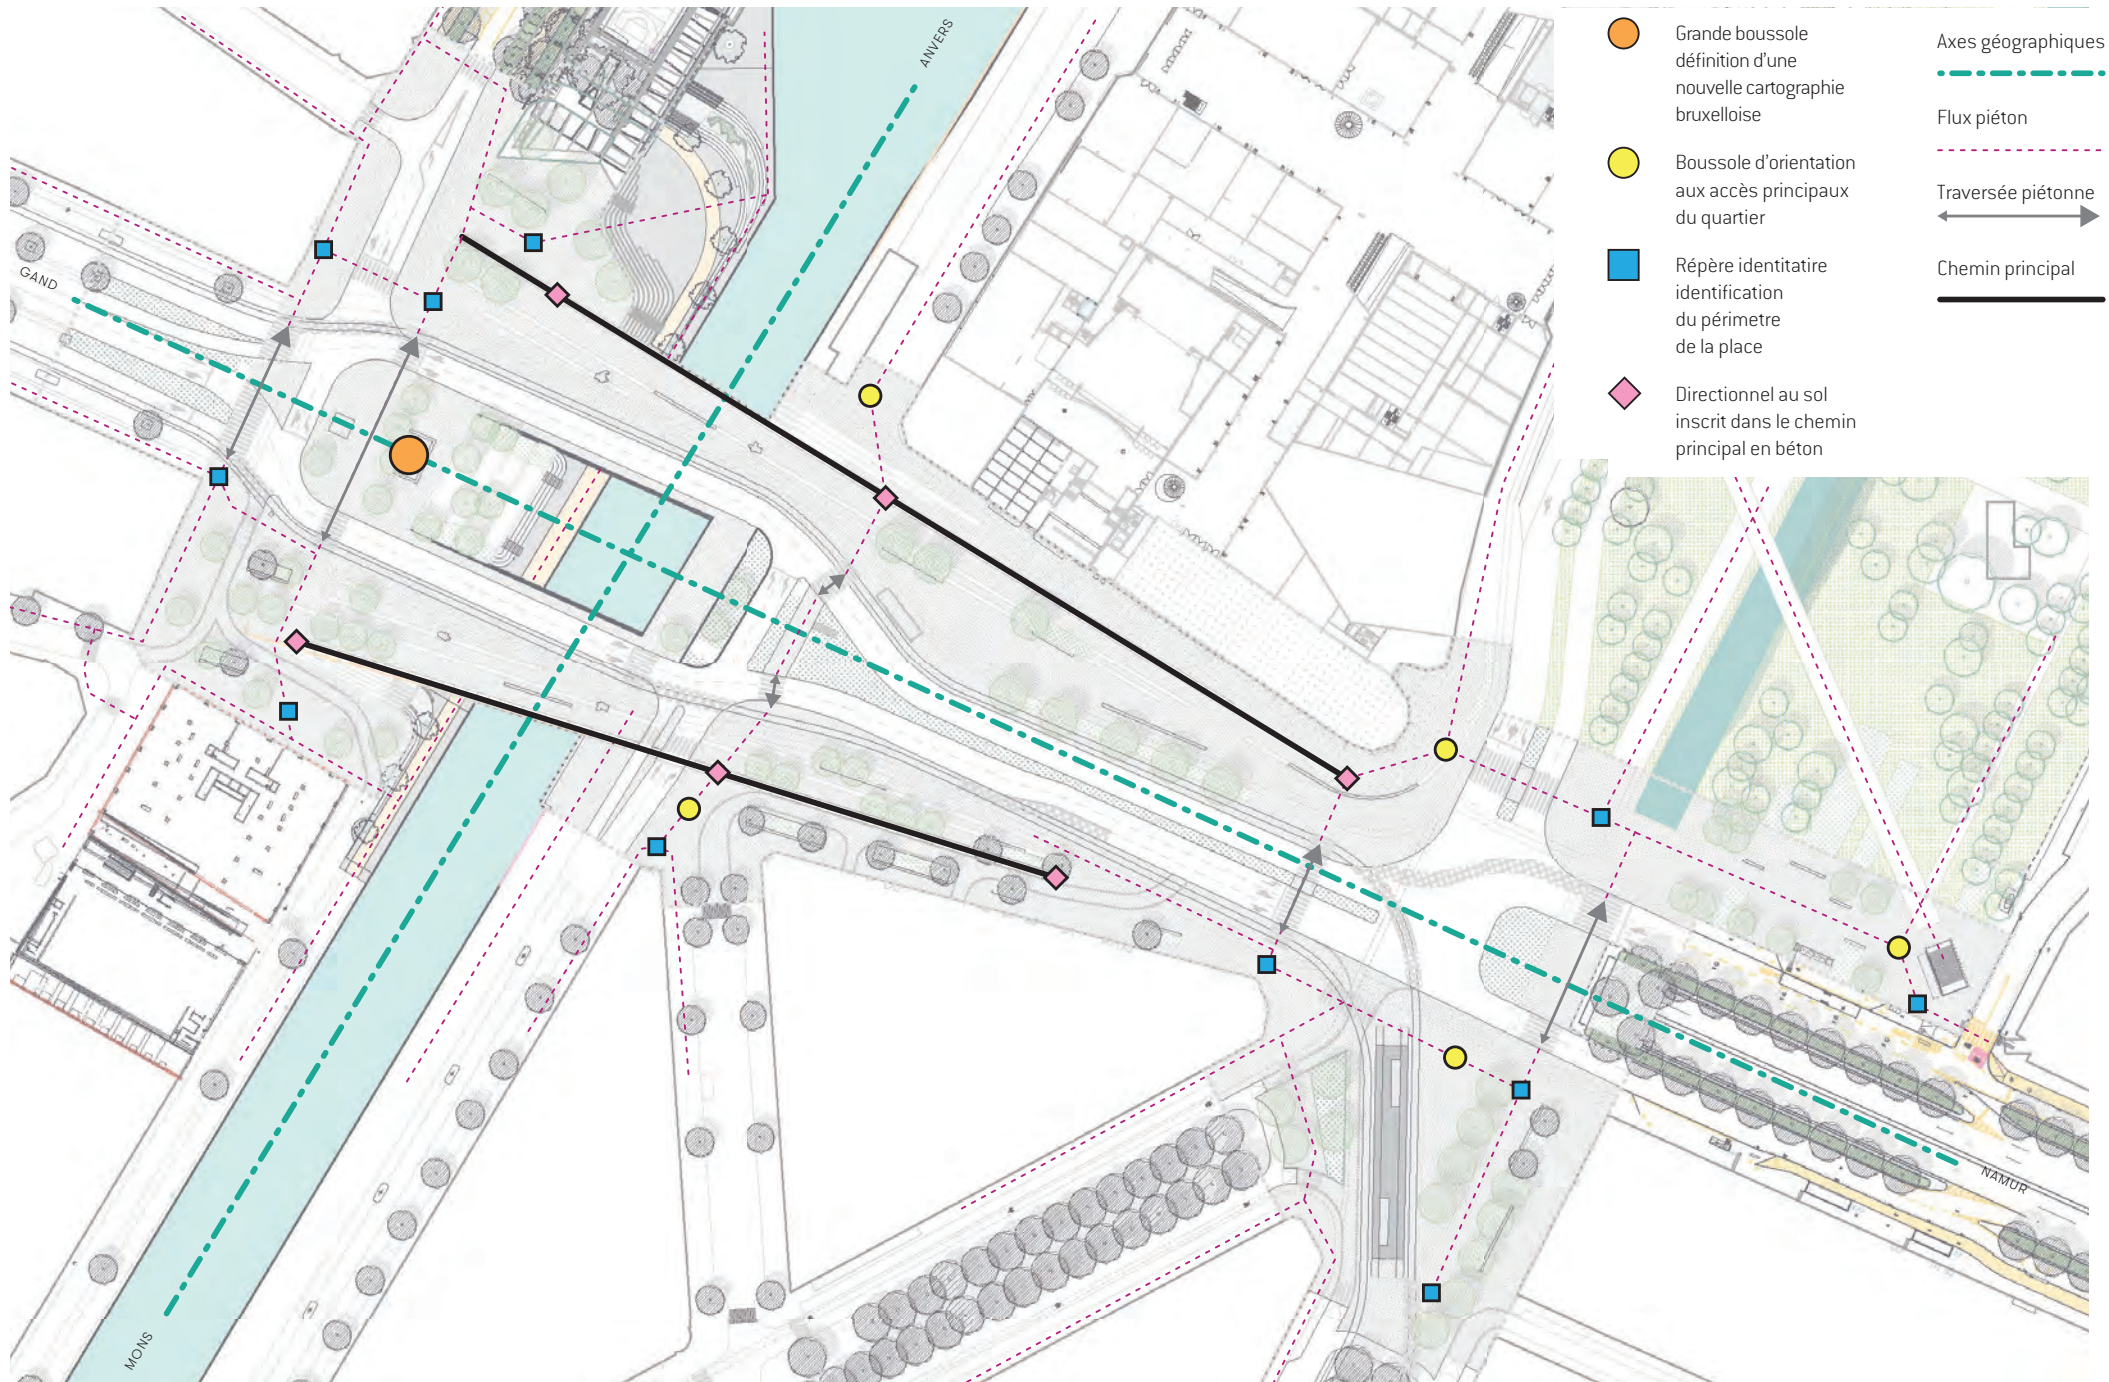 GAND
ANVERS
MONS
NAMUR
Grande boussole
définition d'une
nouvelle cartographie
bruxelloise
Boussole d'orientation
aux accès principaux
du quartier
Répère identitatire
identification
du périmetre
de la place
Directionnel au sol
inscrit dans le chemin
principal en béton
Axes géographiques
Flux piéton
Traversée piétonne
Chemin principal